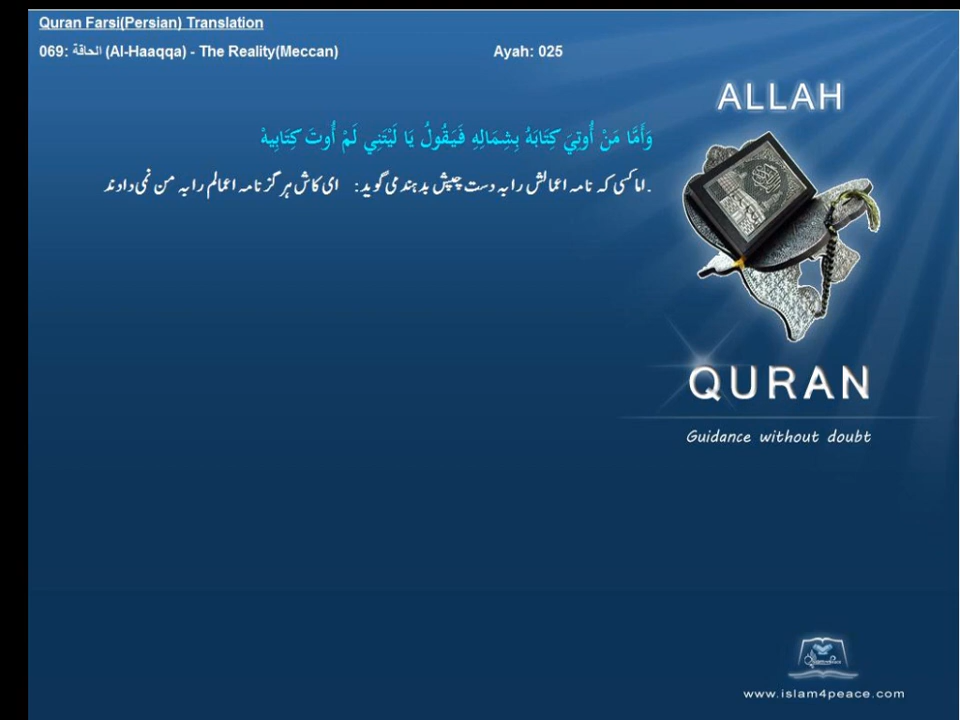 Quran Farsi(Persian) Translation
069: الحاقة (Al-Haaqqa) - The Reality(Meccan) Ayah: 025
ALLAH
وَأَمَّا مَنْ أُوتِيَ كِتَابَهُ بِشِمَالِهِ فَيَقُولُ يَا لَيْتَنِي لَمْ أُوتَ كِتَابِيهْ
.اما کسی که نامه اعمالش را به دست چپش بدهند می گوید: ای کاش هرگز نامه اعمالم را به من نمی دادند
QURAN
Guidance without doubt
www.islam4peace.com